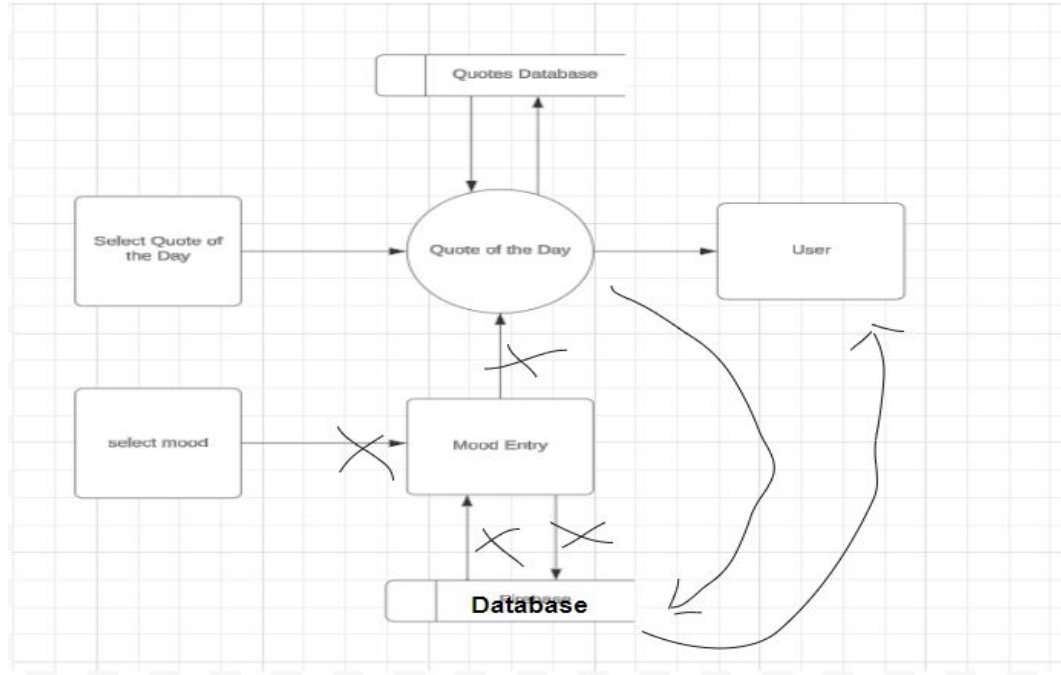 Quotes Database
Select Quote of
the Day
Quote of the Day
User
select mood
Mood Entry
Database